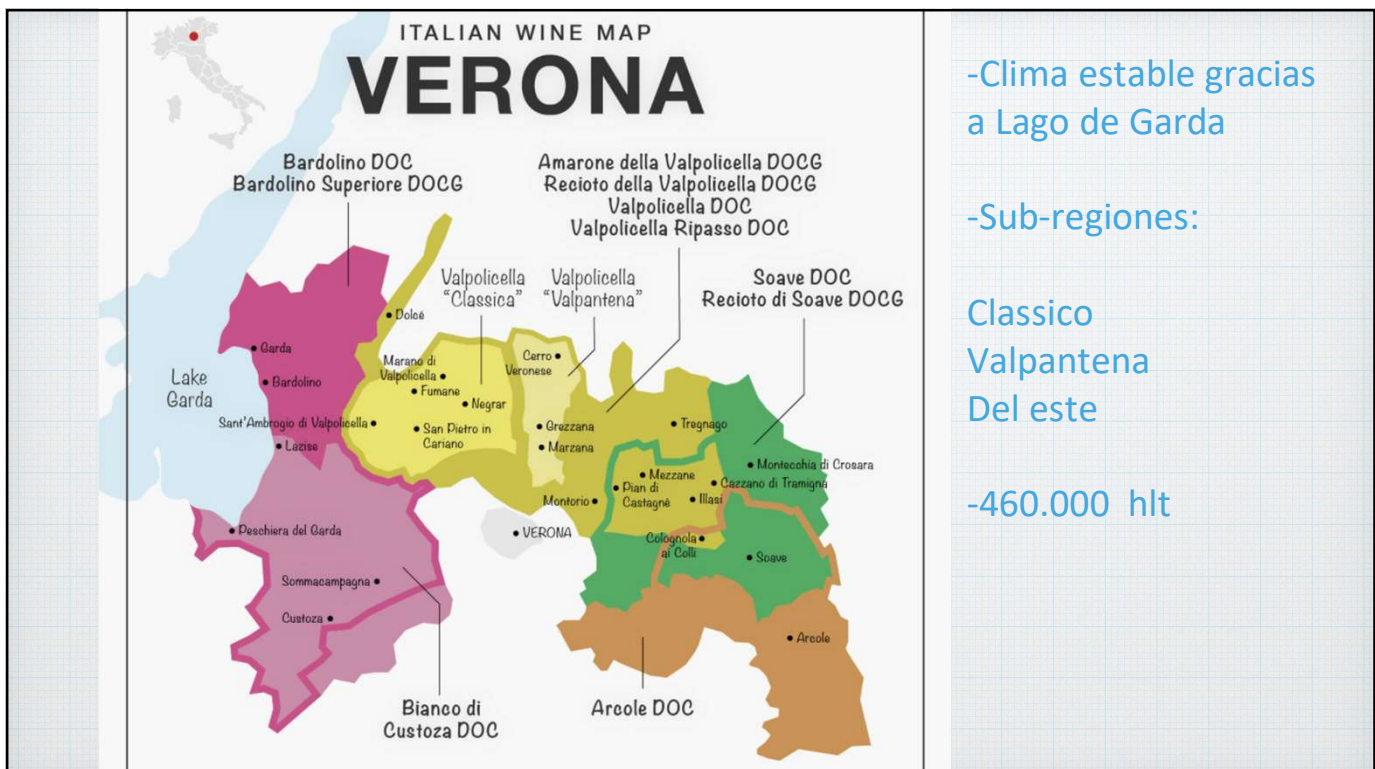 ITALIAN WINE MAP
VERONA
Bardolino DOC
Bardolino Superiore DOCG
Amarone della Valpolicella DOCG
Recioto della Valpolicella DOCG
Valpolicella DOC
Valpolicella Ripasso DOC
Valpolicella
"Classica"
Valpolicella
"Valpantena"
Soave DOC
Recioto di Soave DOCG
Dolcé
Garda
Bardolino
Lake
Garda
Marano di
Valpolicella
Fumane
Negrar
Sant'Ambrogio di Valpolicella
San Pietro in
Cariano
Lazise
Cerro
Veronese
Grezzana
Marzana
Tregnago
Montecchia di Crosara
Mezzane
Cazzano di Tramigna
Pian di
Castagnè
Illasi
Montorio
Peschiera del Garda
VERONA
Colognola
ai Colli
Soave
Sommacampagna
Custoza
Arcole
Bianco di
Custoza DOC
Arcole DOC
-Clima estable gracias
a Lago de Garda
-Sub-regiones:
Classico
Valpantena
Del este
-460.000 hlt